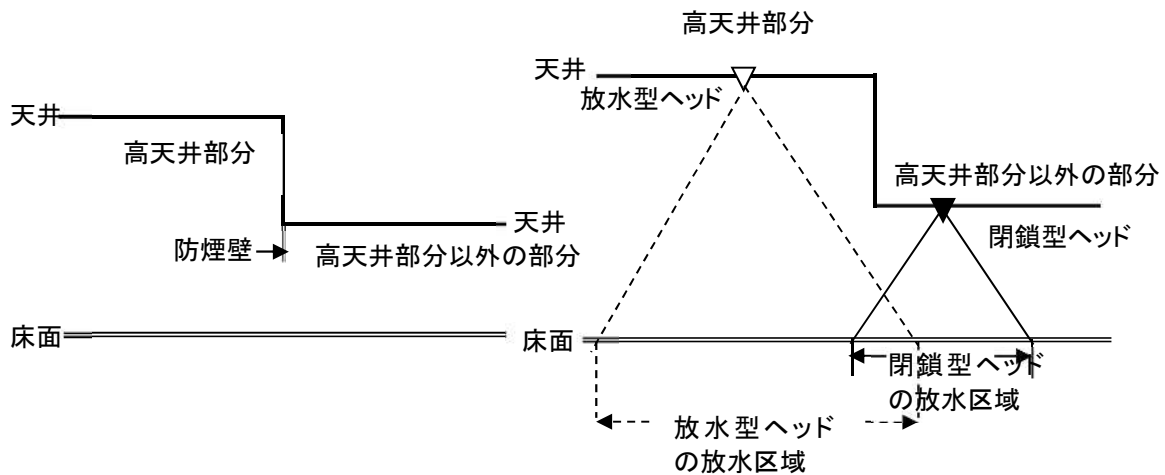 天井
高天井部分
天井
防煙壁
高天井部分以外の部分
床面
高天井部分
天井
放水型ヘッド
高天井部分以外の部分
閉鎖型ヘッド
床面
閉鎖型ヘッド
の放水区域
放水型ヘッド
の放水区域